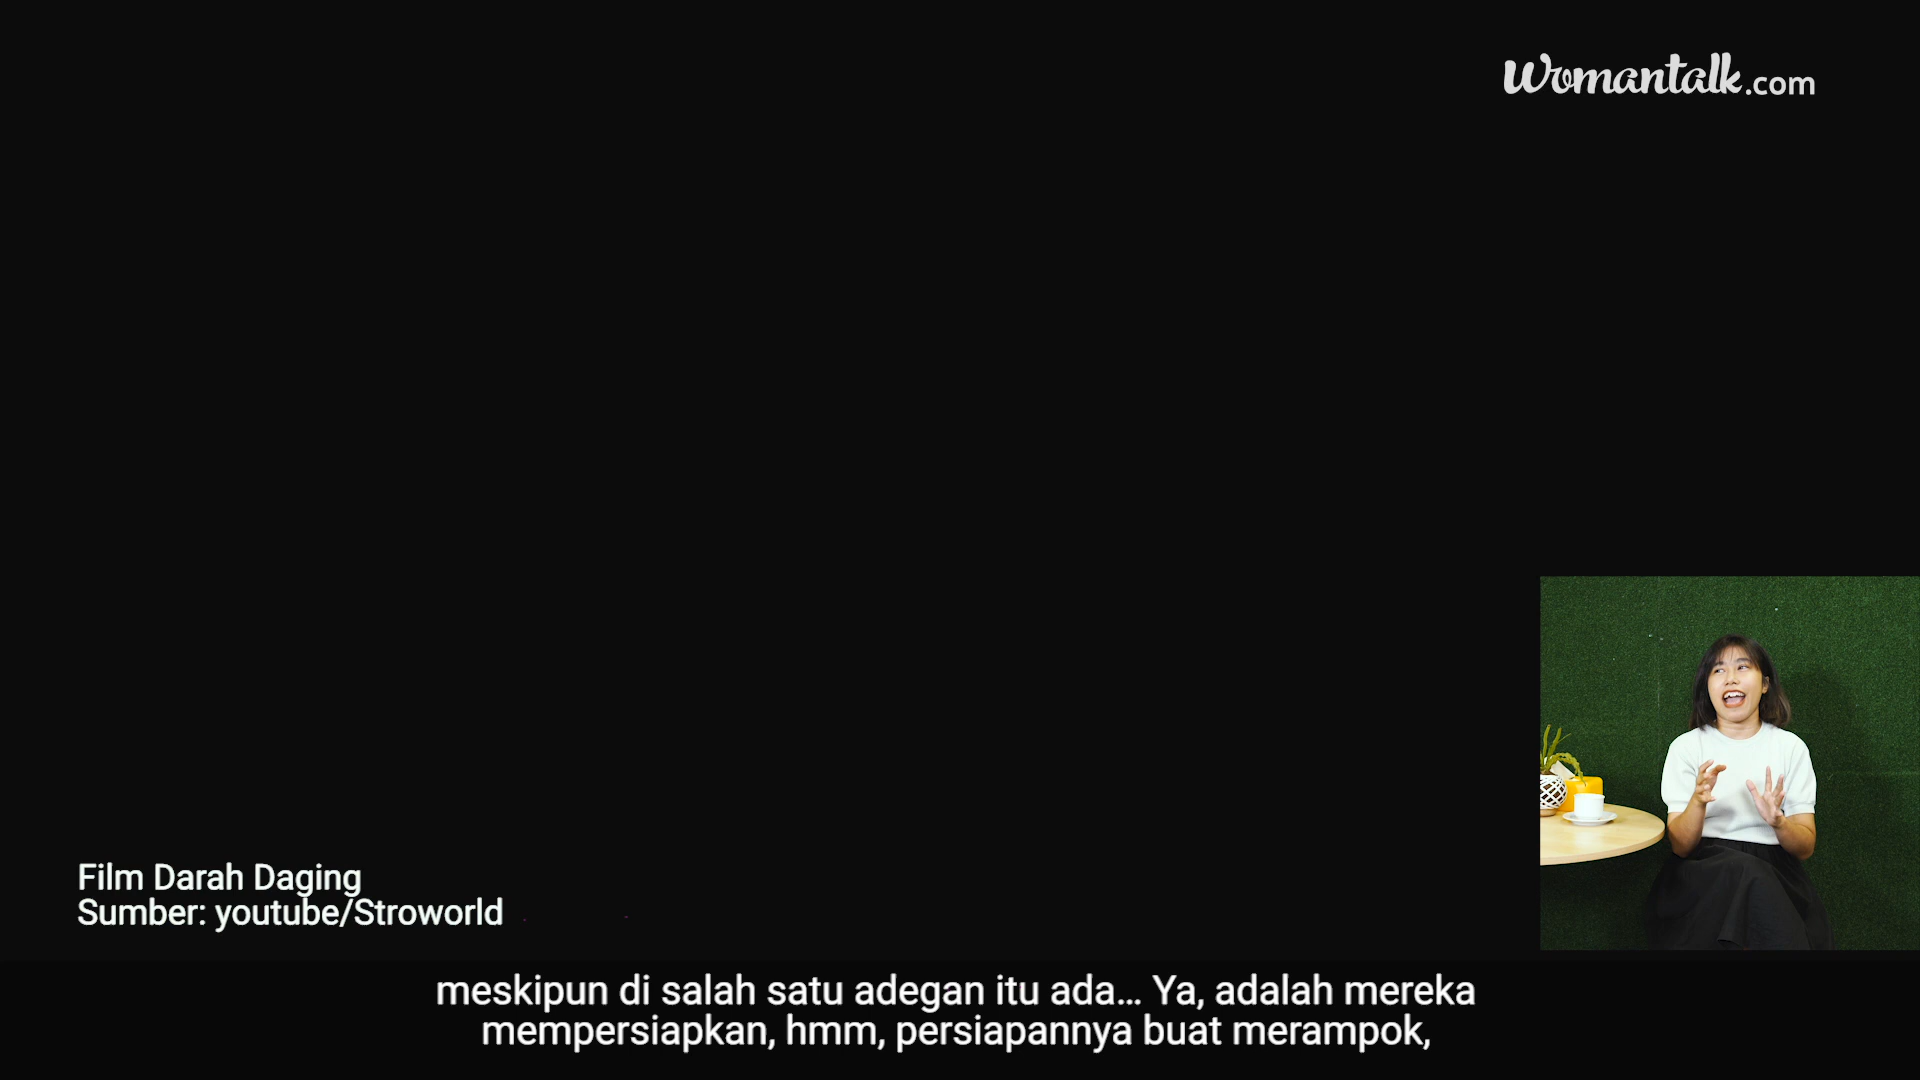 Womantalk.com
Film Darah Daging
Sumber: youtube/Stroworld
meskipun di salah satu adegan itu ada... Ya, adalah mereka
mempersiapkan, hmm, persiapannya buat merampok,